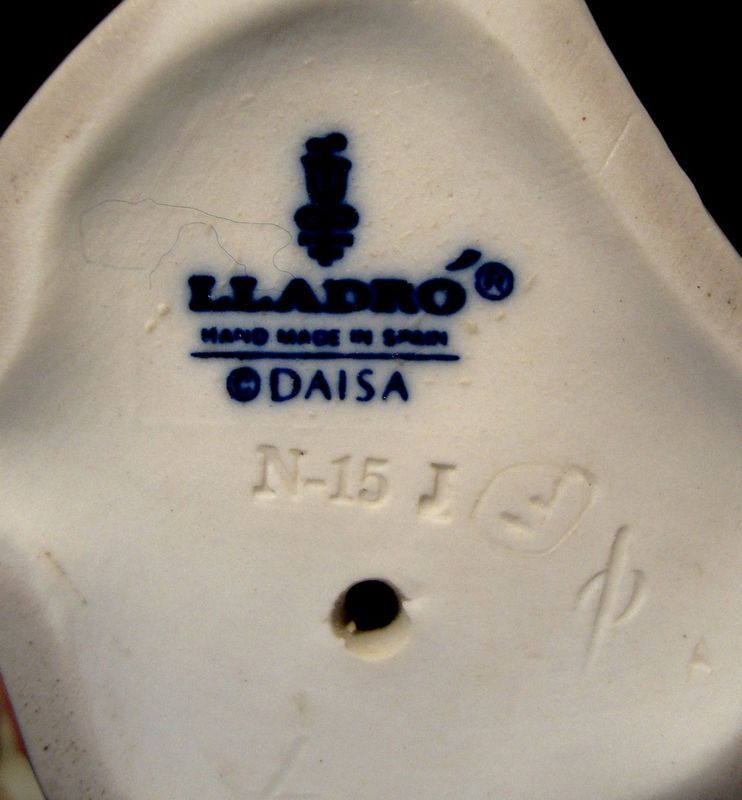 LLADRÓ®
HAND MADE IN SPAIN
© DAISA
N-15 J F
A